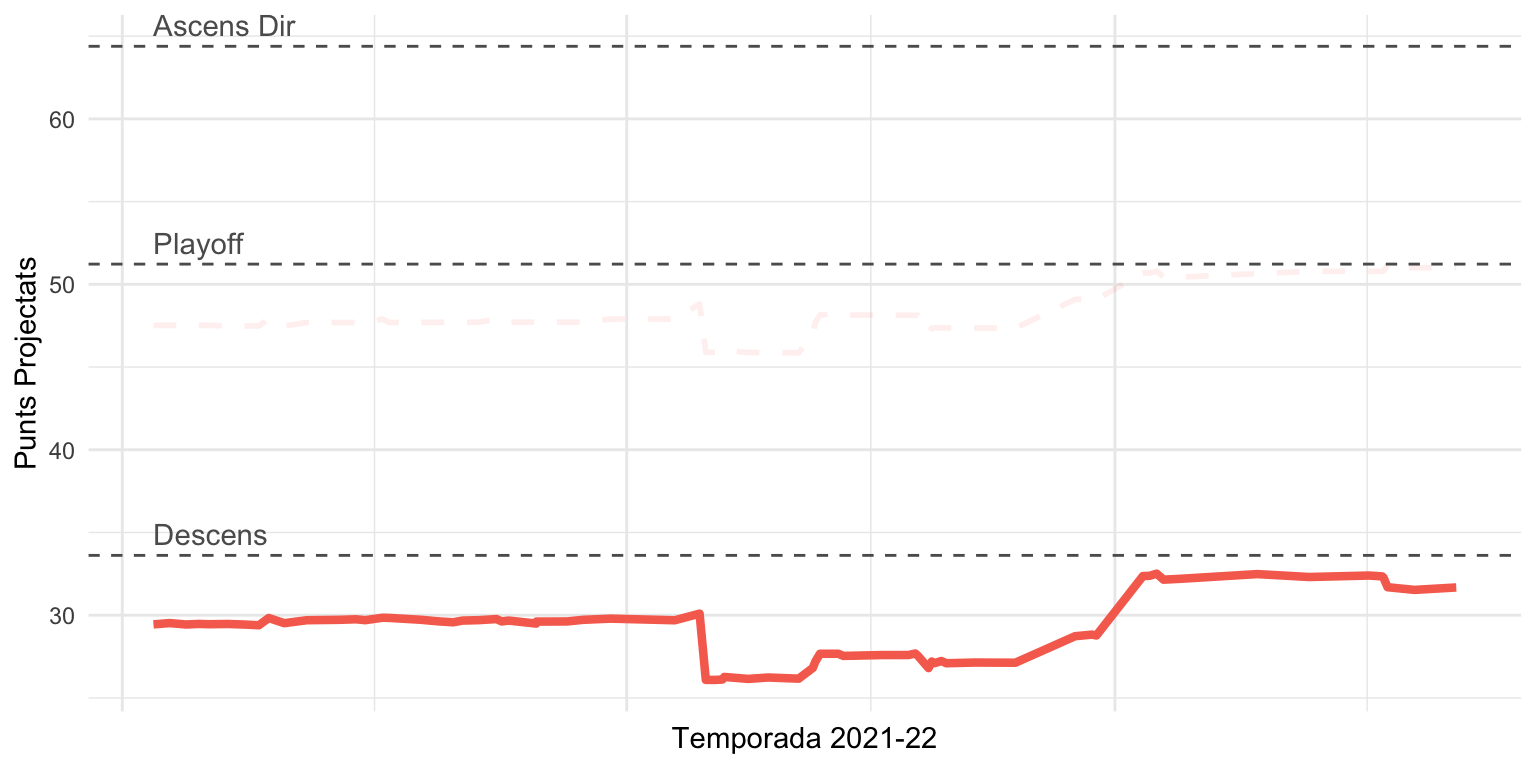 Ascens Dir
60
Playoff
50
Punts Projectats
40
Descens
30
Temporada 2021-22